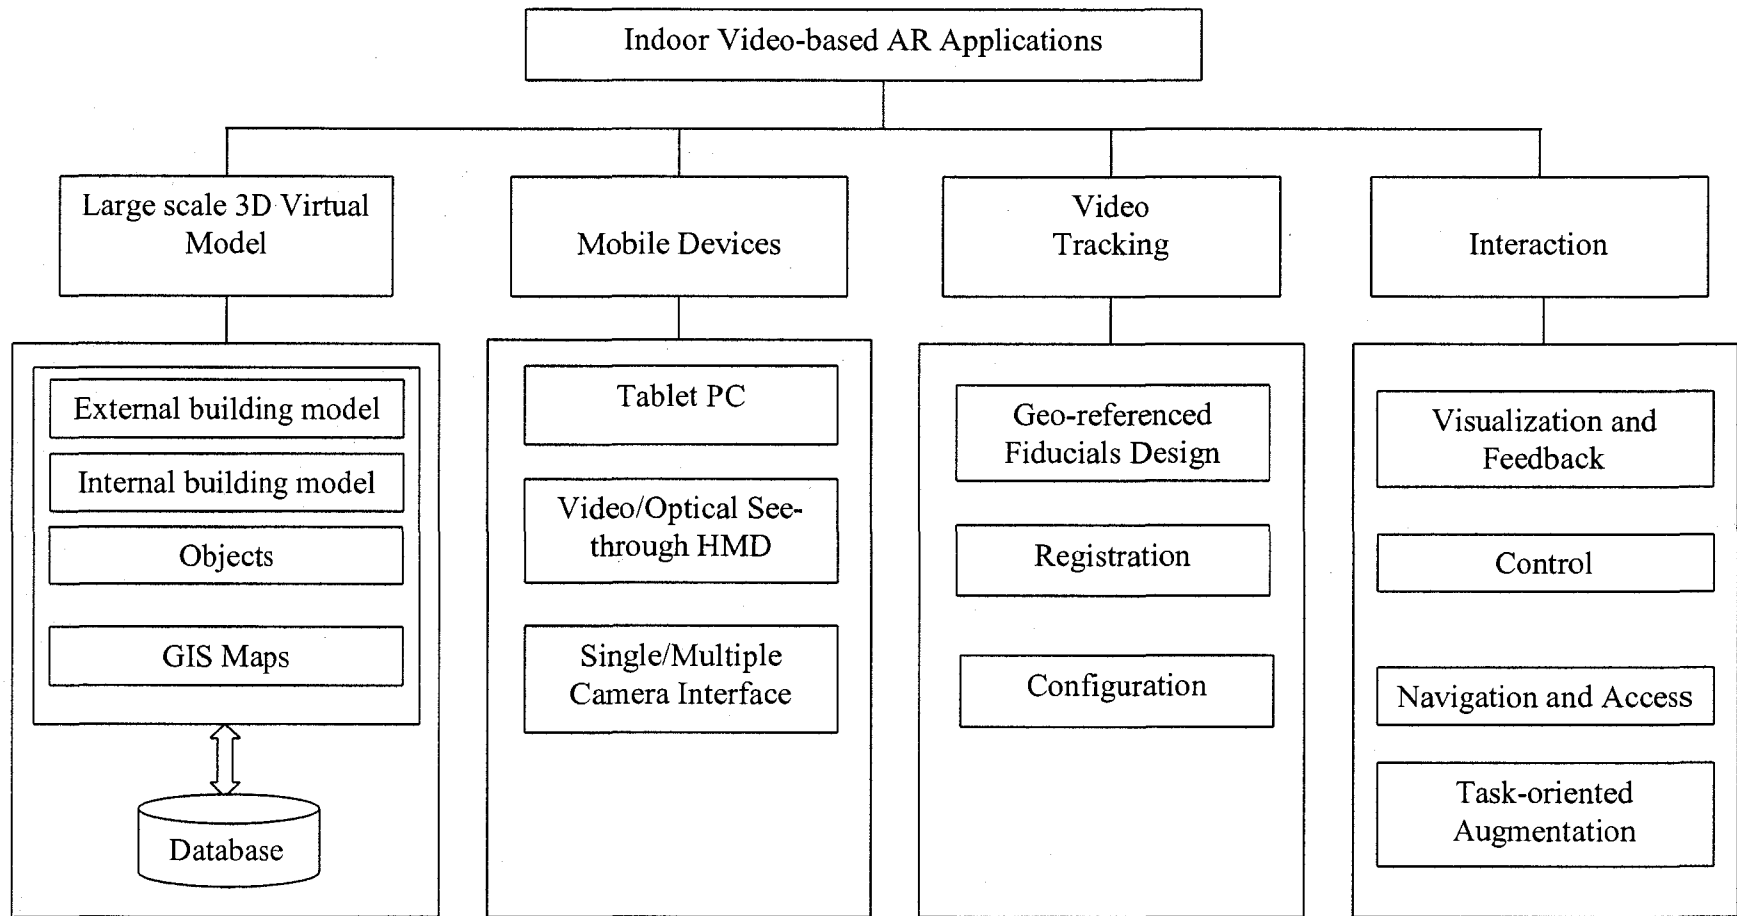 Indoor Video-based AR Applications
Large scale 3D Virtual
Model
Mobile Devices
Video
Tracking
Interaction
External building model
Internal building model
Objects
GIS Maps
Database
Tablet PC
Video/Optical See-
through HMD
Single/Multiple
Camera Interface
Geo-referenced
Fiducials Design
Registration
Configuration
Visualization and
Feedback
Control
Navigation and Access
Task-oriented
Augmentation